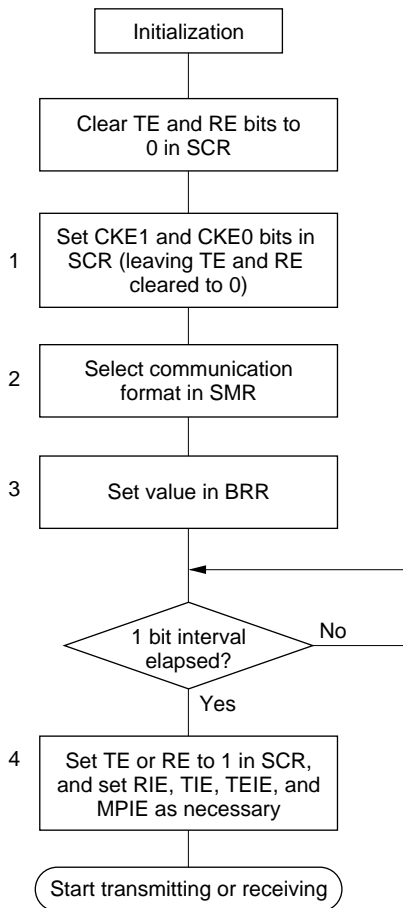 Initialization
Clear TE and RE bits to
0 in SCR
1
Set CKE1 and CKE0 bits in
SCR (leaving TE and RE
cleared to 0)
2
Select communication
format in SMR
3
Set value in BRR
1 bit interval
elapsed?
No
Yes
4
Set TE or RE to 1 in SCR,
and set RIE, TIE, TEIE, and
MPIE as necessary
Start transmitting or receiving